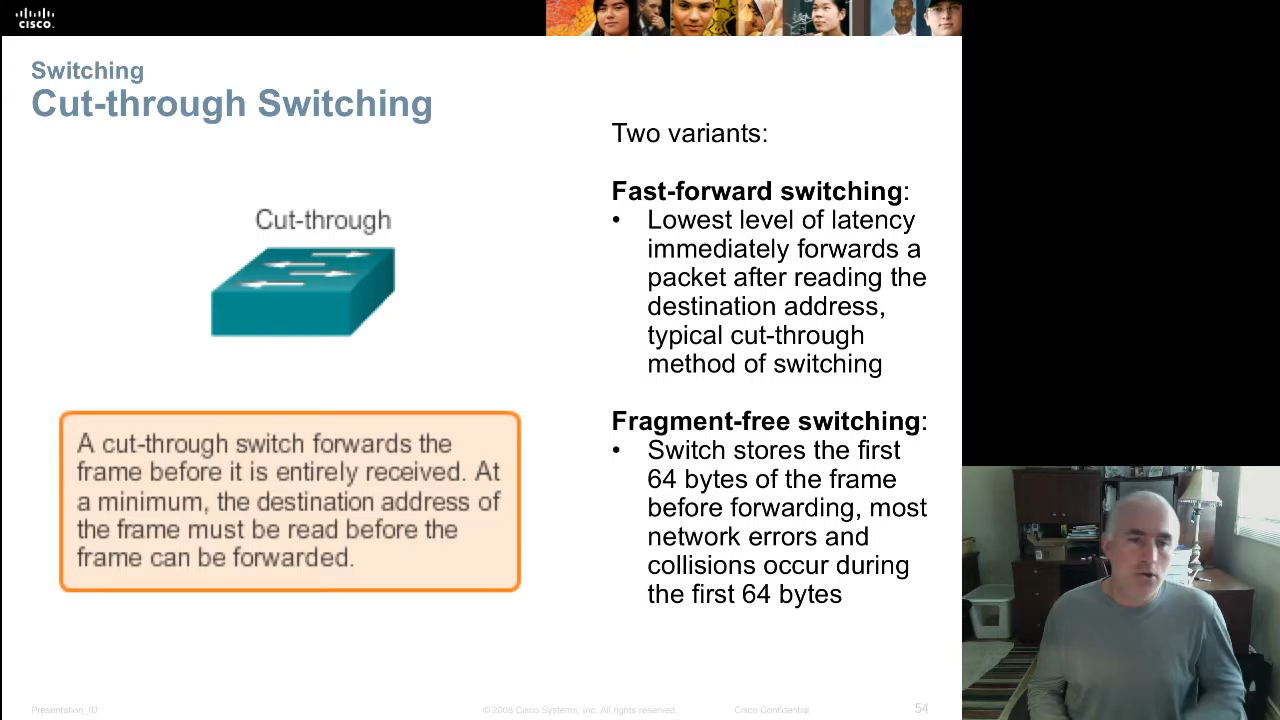 CISCO
Switching
Cut-through Switching
Two variants:
Fast-forward switching:
• Lowest level of latency
immediately forwards a
packet after reading the
destination address,
typical cut-through
method of switching
Fragment-free switching:
• Switch stores the first
64 bytes of the frame
before forwarding, most
network errors and
collisions occur during
the first 64 bytes
Cut-through
A cut-through switch forwards the
frame before it is entirely received. At
a minimum, the destination address of
the frame must be read before the
frame can be forwarded.
Presentation_ID
© 2008 Cisco Systems, Inc. All rights reserved.
Cisco Confidential
54